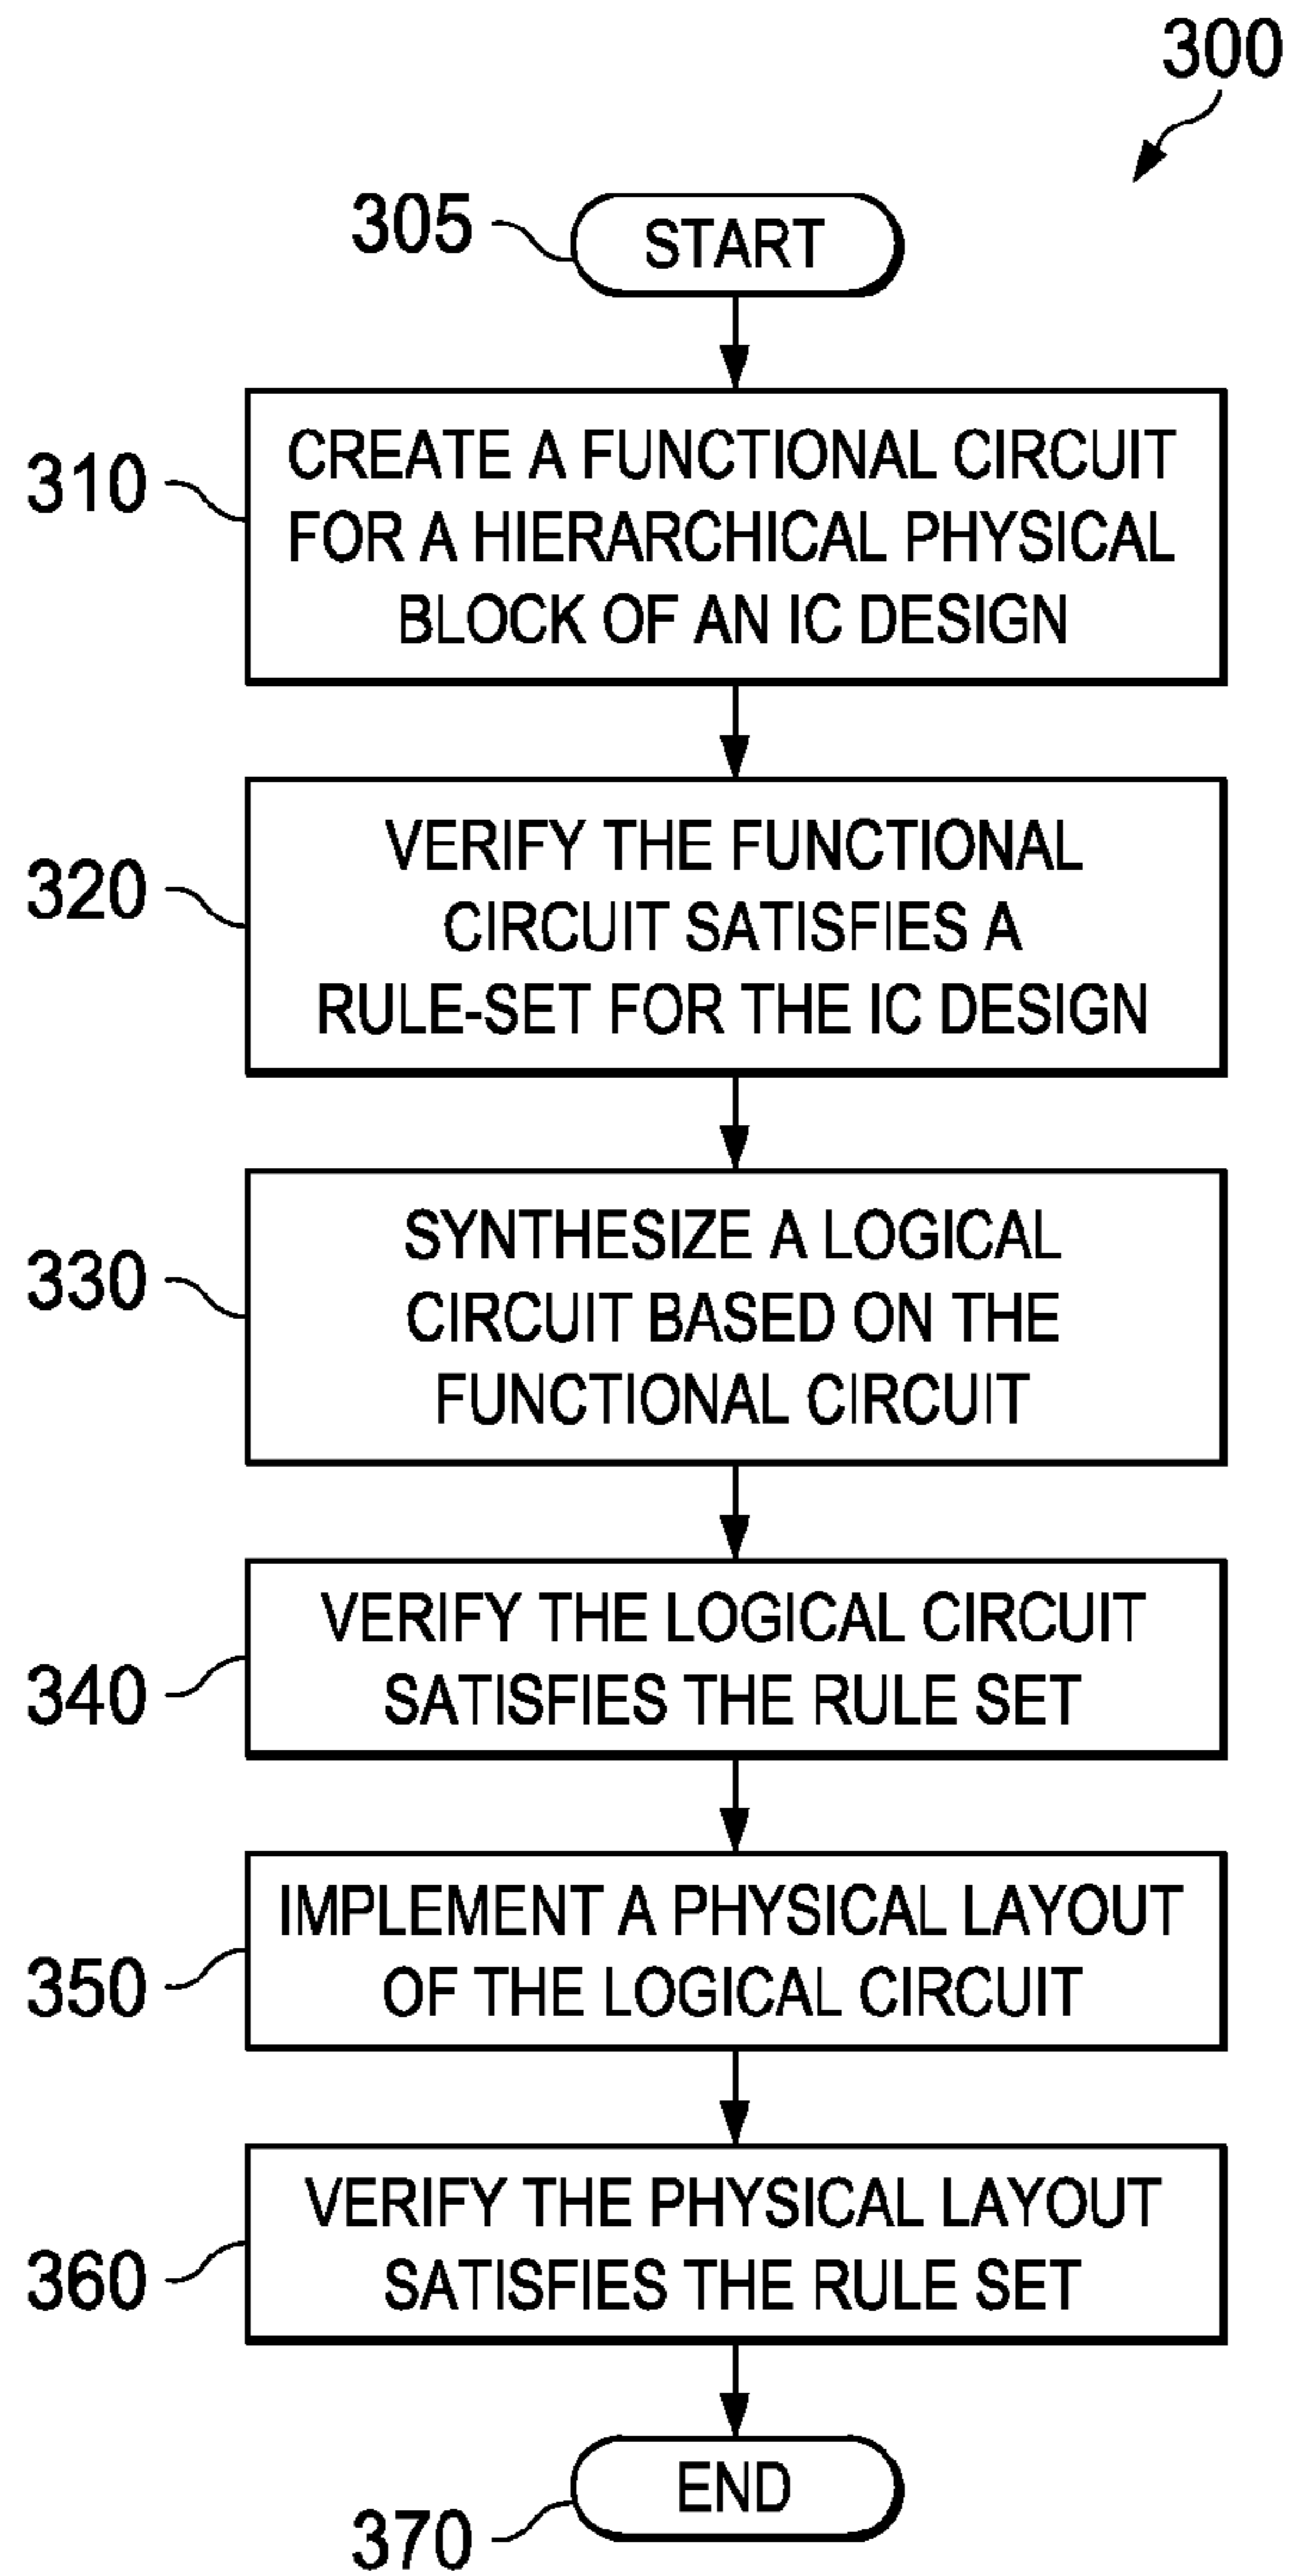 300
305
START
310
CREATE A FUNCTIONAL CIRCUIT
FOR A HIERARCHICAL PHYSICAL
BLOCK OF AN IC DESIGN
320
VERIFY THE FUNCTIONAL
CIRCUIT SATISFIES A
RULE-SET FOR THE IC DESIGN
330
SYNTHESIZE A LOGICAL
CIRCUIT BASED ON THE
FUNCTIONAL CIRCUIT
340
VERIFY THE LOGICAL CIRCUIT
SATISFIES THE RULE SET
350
IMPLEMENT A PHYSICAL LAYOUT
OF THE LOGICAL CIRCUIT
360
VERIFY THE PHYSICAL LAYOUT
SATISFIES THE RULE SET
END
370